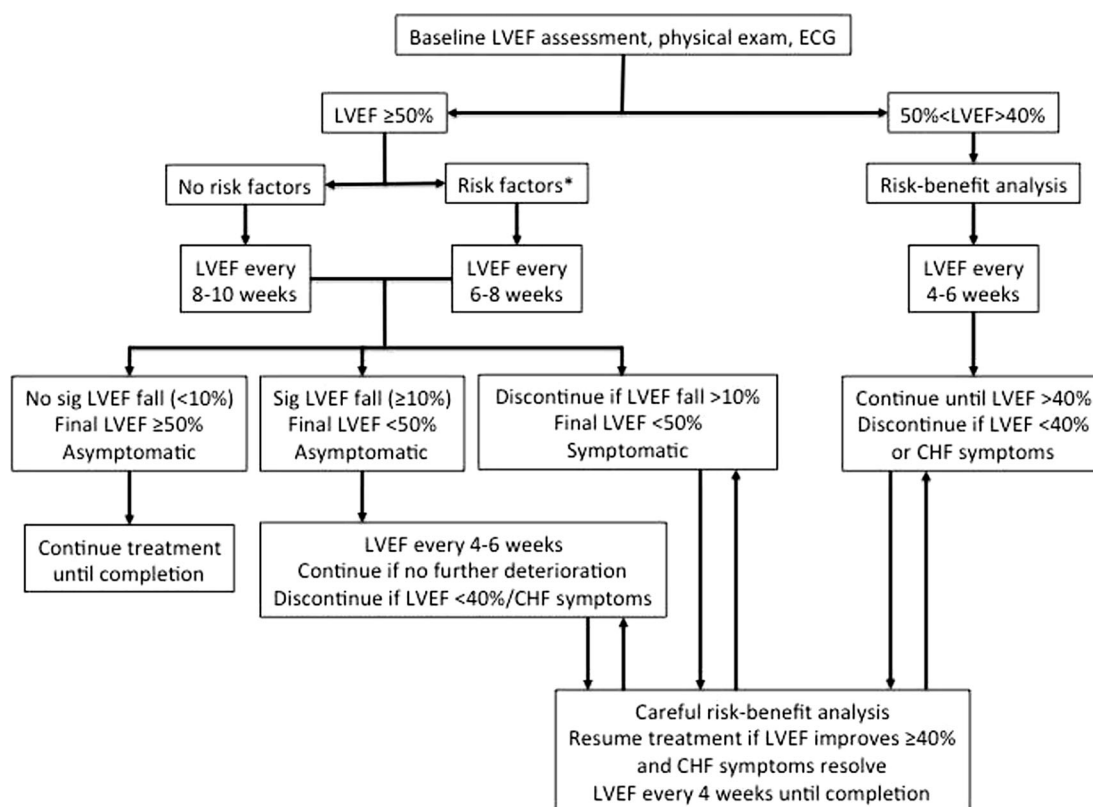 Baseline LVEF assessment, physical exam, ECG
LVEF ≥50%
50%<LVEF>40%
No risk factors
Risk factors*
Risk-benefit analysis
LVEF every
8-10 weeks
LVEF every
6-8 weeks
LVEF every
4-6 weeks
No sig LVEF fall (<10%)
Final LVEF ≥50%
Asymptomatic
Sig LVEF fall (≥10%)
Final LVEF <50%
Asymptomatic
Discontinue if LVEF fall >10%
Final LVEF <50%
Symptomatic
Continue until LVEF >40%
Discontinue if LVEF <40%
or CHF symptoms
Continue treatment
until completion
LVEF every 4-6 weeks
Continue if no further deterioration
Discontinue if LVEF <40%/CHF symptoms
Careful risk-benefit analysis
Resume treatment if LVEF improves ≥40%
and CHF symptoms resolve
LVEF every 4 weeks until completion